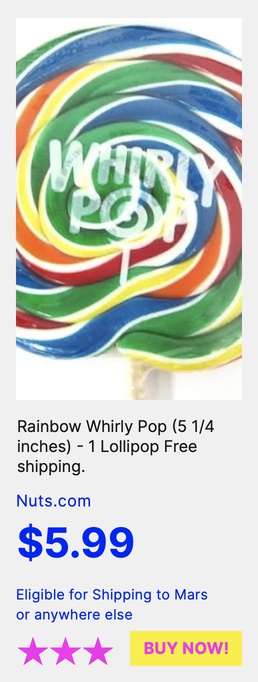 WHIRLY
POP
Rainbow Whirly Pop (5 1/4
inches) - 1 Lollipop Free
shipping.
Nuts.com
$5.99
Eligible for Shipping to Mars
or anywhere else
BUY NOW!